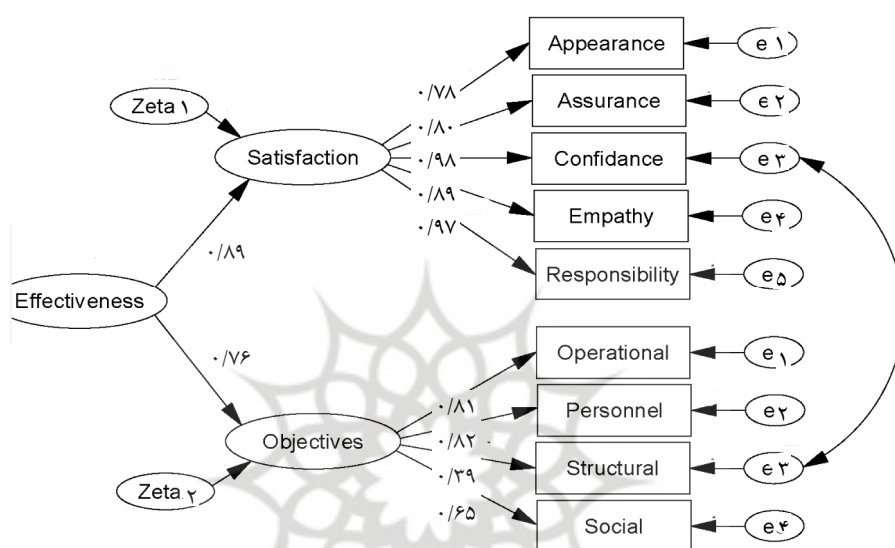 Appearance
e ۱
۰/۷۸
Zeta ۱
Assurance
e ۲
۰/۸۰
Satisfaction
Confidance
e ۳
۰/۹۸
Empathy
e ۴
۰/۸۹
۰/۹۷
۰/۸۹
Responsibility
e ۵
Effectiveness
Operational
e ۱
۰/۷۶
۰/۸۱
Personnel
e ۲
Objectives
۰/۸۲
Structural
e ۳
۰/۳۹
Zeta ۲
۰/۶۵
Social
e ۴